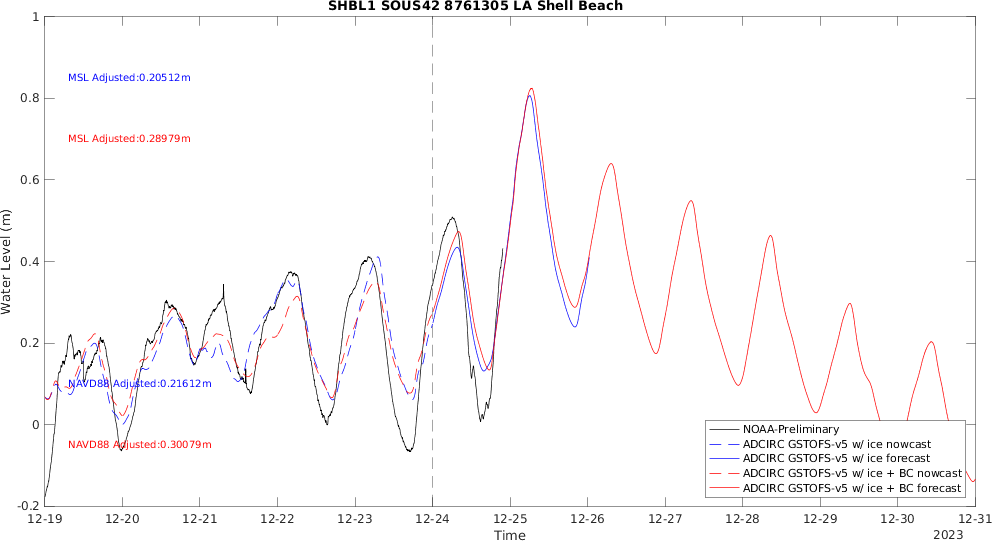 SHBL1 SOUS42 8761305 LA Shell Beach
1
0.8
0.6
0.4
0.2
0
-0.2
Water Level (m)
MSL Adjusted:0.20512m
MSL Adjusted:0.28979m
NAVD88 Adjusted:0.21612m
NAVD88 Adjusted:0.30079m
NOAA-Preliminary
ADCIRC GSTOFS-v5 w/ ice nowcast
ADCIRC GSTOFS-v5 w/ ice forecast
ADCIRC GSTOFS-v5 w/ ice + BC nowcast
ADCIRC GSTOFS-v5 w/ ice + BC forecast
12-19 12-20 12-21 12-22 12-23 12-24 12-25 12-26 12-27 12-28 12-29 12-30 12-31
Time
2023